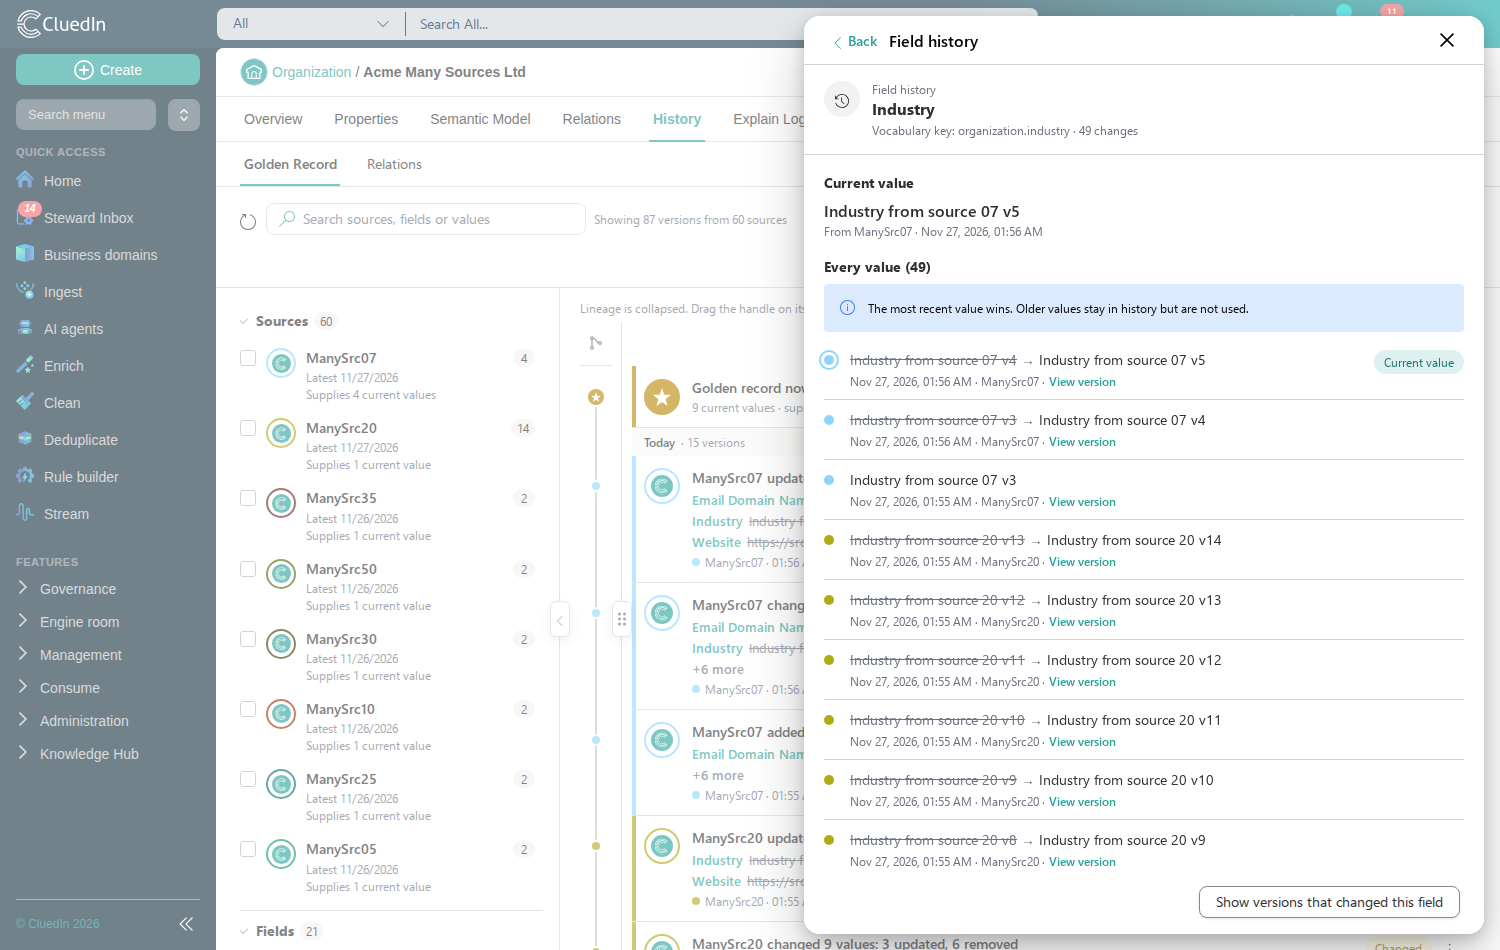 CluedIn
All
Search All...
11
Create
Search menu
QUICK ACCESS
Home
14
Steward Inbox
Business domains
Ingest
AI agents
Enrich
Clean
Deduplicate
Rule builder
Stream
FEATURES
Governance
Engine room
Management
Consume
Administration
Knowledge Hub
© CluedIn 2026
Organization / Acme Many Sources Ltd
Overview
Properties
Semantic Model
Relations
History
Explain Log
Golden Record
Relations
Search sources, fields or values
Showing 87 versions from 60 sources
Sources 60
ManySrc07 4
Latest 11/27/2026
Supplies 4 current values
ManySrc20 14
Latest 11/27/2026
Supplies 1 current value
ManySrc35 2
Latest 11/26/2026
Supplies 1 current value
ManySrc50 2
Latest 11/26/2026
Supplies 1 current value
ManySrc30 2
Latest 11/26/2026
Supplies 1 current value
ManySrc10 2
Latest 11/26/2026
Supplies 1 current value
ManySrc25 2
Latest 11/26/2026
Supplies 1 current value
ManySrc05 2
Latest 11/26/2026
Supplies 1 current value
Fields 21
Lineage is collapsed. Drag the handle on its
Golden record now
9 current values · sup
Today · 15 versions
ManySrc07 update
Email Domain Nam
Industry Industry f
Website https://src
ManySrc07 · 01:56
ManySrc07 chang
Email Domain Nam
Industry Industry f
+6 more
ManySrc07 · 01:56
ManySrc07 added
Email Domain Nam
+6 more
ManySrc07 · 01:55
ManySrc20 update
Industry Industry f
Website https://src
ManySrc20 · 01:55
ManySrc20 changed 9 values: 3 updated, 6 removed
Changed
Back
Field history
Field history
Industry
Vocabulary key: organization.industry · 49 changes
Current value
Industry from source 07 v5
From ManySrc07 · Nov 27, 2026, 01:56 AM
Every value (49)
The most recent value wins. Older values stay in history but are not used.
Industry from source 07 v4 → Industry from source 07 v5
Current value
Nov 27, 2026, 01:56 AM · ManySrc07 · View version
Industry from source 07 v3 → Industry from source 07 v4
Nov 27, 2026, 01:56 AM · ManySrc07 · View version
Industry from source 07 v3
Nov 27, 2026, 01:55 AM · ManySrc07 · View version
Industry from source 20 v13 → Industry from source 20 v14
Nov 27, 2026, 01:55 AM · ManySrc20 · View version
Industry from source 20 v12 → Industry from source 20 v13
Nov 27, 2026, 01:55 AM · ManySrc20 · View version
Industry from source 20 v11 → Industry from source 20 v12
Nov 27, 2026, 01:55 AM · ManySrc20 · View version
Industry from source 20 v10 → Industry from source 20 v11
Nov 27, 2026, 01:55 AM · ManySrc20 · View version
Industry from source 20 v9 → Industry from source 20 v10
Nov 27, 2026, 01:55 AM · ManySrc20 · View version
Industry from source 20 v8 → Industry from source 20 v9
Nov 27, 2026, 01:55 AM · ManySrc20 · View version
Show versions that changed this field